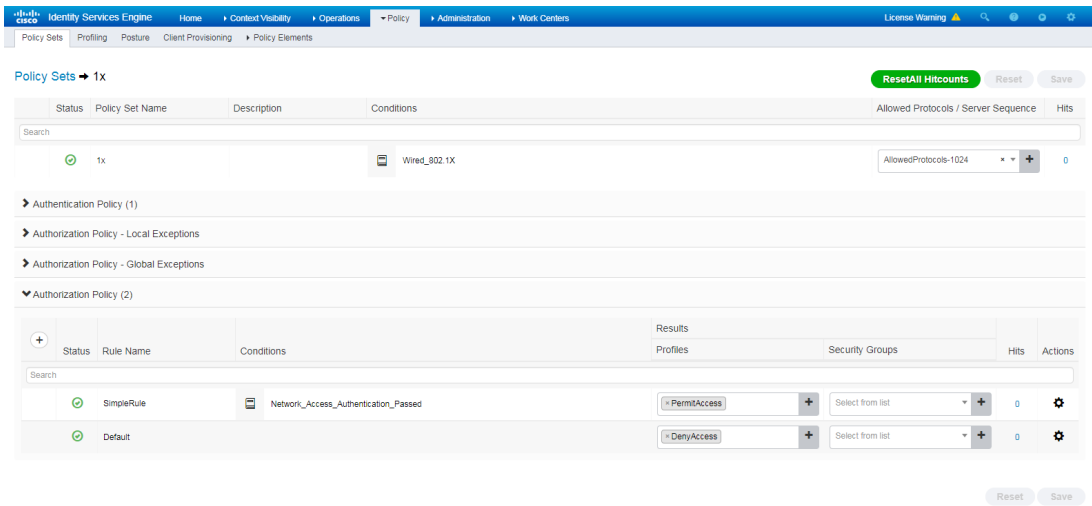 CISCO Identity Services Engine Home Context Visibility Operations Policy Administration Work Centers License Warning
Policy Sets Profiling Posture Client Provisioning Policy Elements
Policy Sets → 1x ResetAll Hitcounts Reset Save
Status Policy Set Name Description Conditions Allowed Protocols / Server Sequence Hits
Search
1x Wired_802.1X AllowedProtocols-1024 × + 0
Authentication Policy (1)
Authorization Policy - Local Exceptions
Authorization Policy - Global Exceptions
Authorization Policy (2)
Results
+ Status Rule Name Conditions Profiles Security Groups Hits Actions
Search
SimpleRule Network_Access_Authentication_Passed × PermitAccess + Select from list + 0
Default × DenyAccess + Select from list + 0
Reset Save